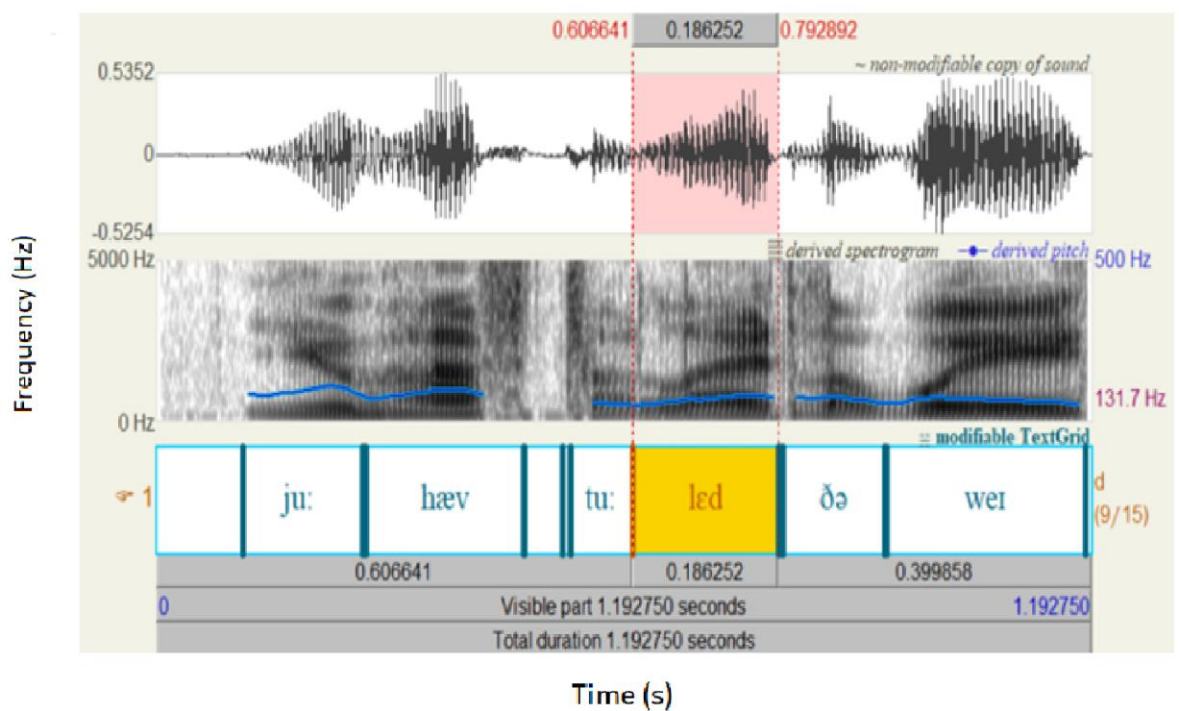 0.606641 0.186252 0.792892
~ non-modifiable copy of sound
0.5352
0
-0.5254
derived spectrogram derived pitch
5000 Hz 500 Hz
Frequency (Hz)
0 Hz 131.7 Hz
modifiable TextGrid
1 juː hæv tuː lɛd ðə weɪ d
(9/15)
0.606641 0.186252 0.399858
0 Visible part 1.192750 seconds 1.192750
Total duration 1.192750 seconds
Time (s)